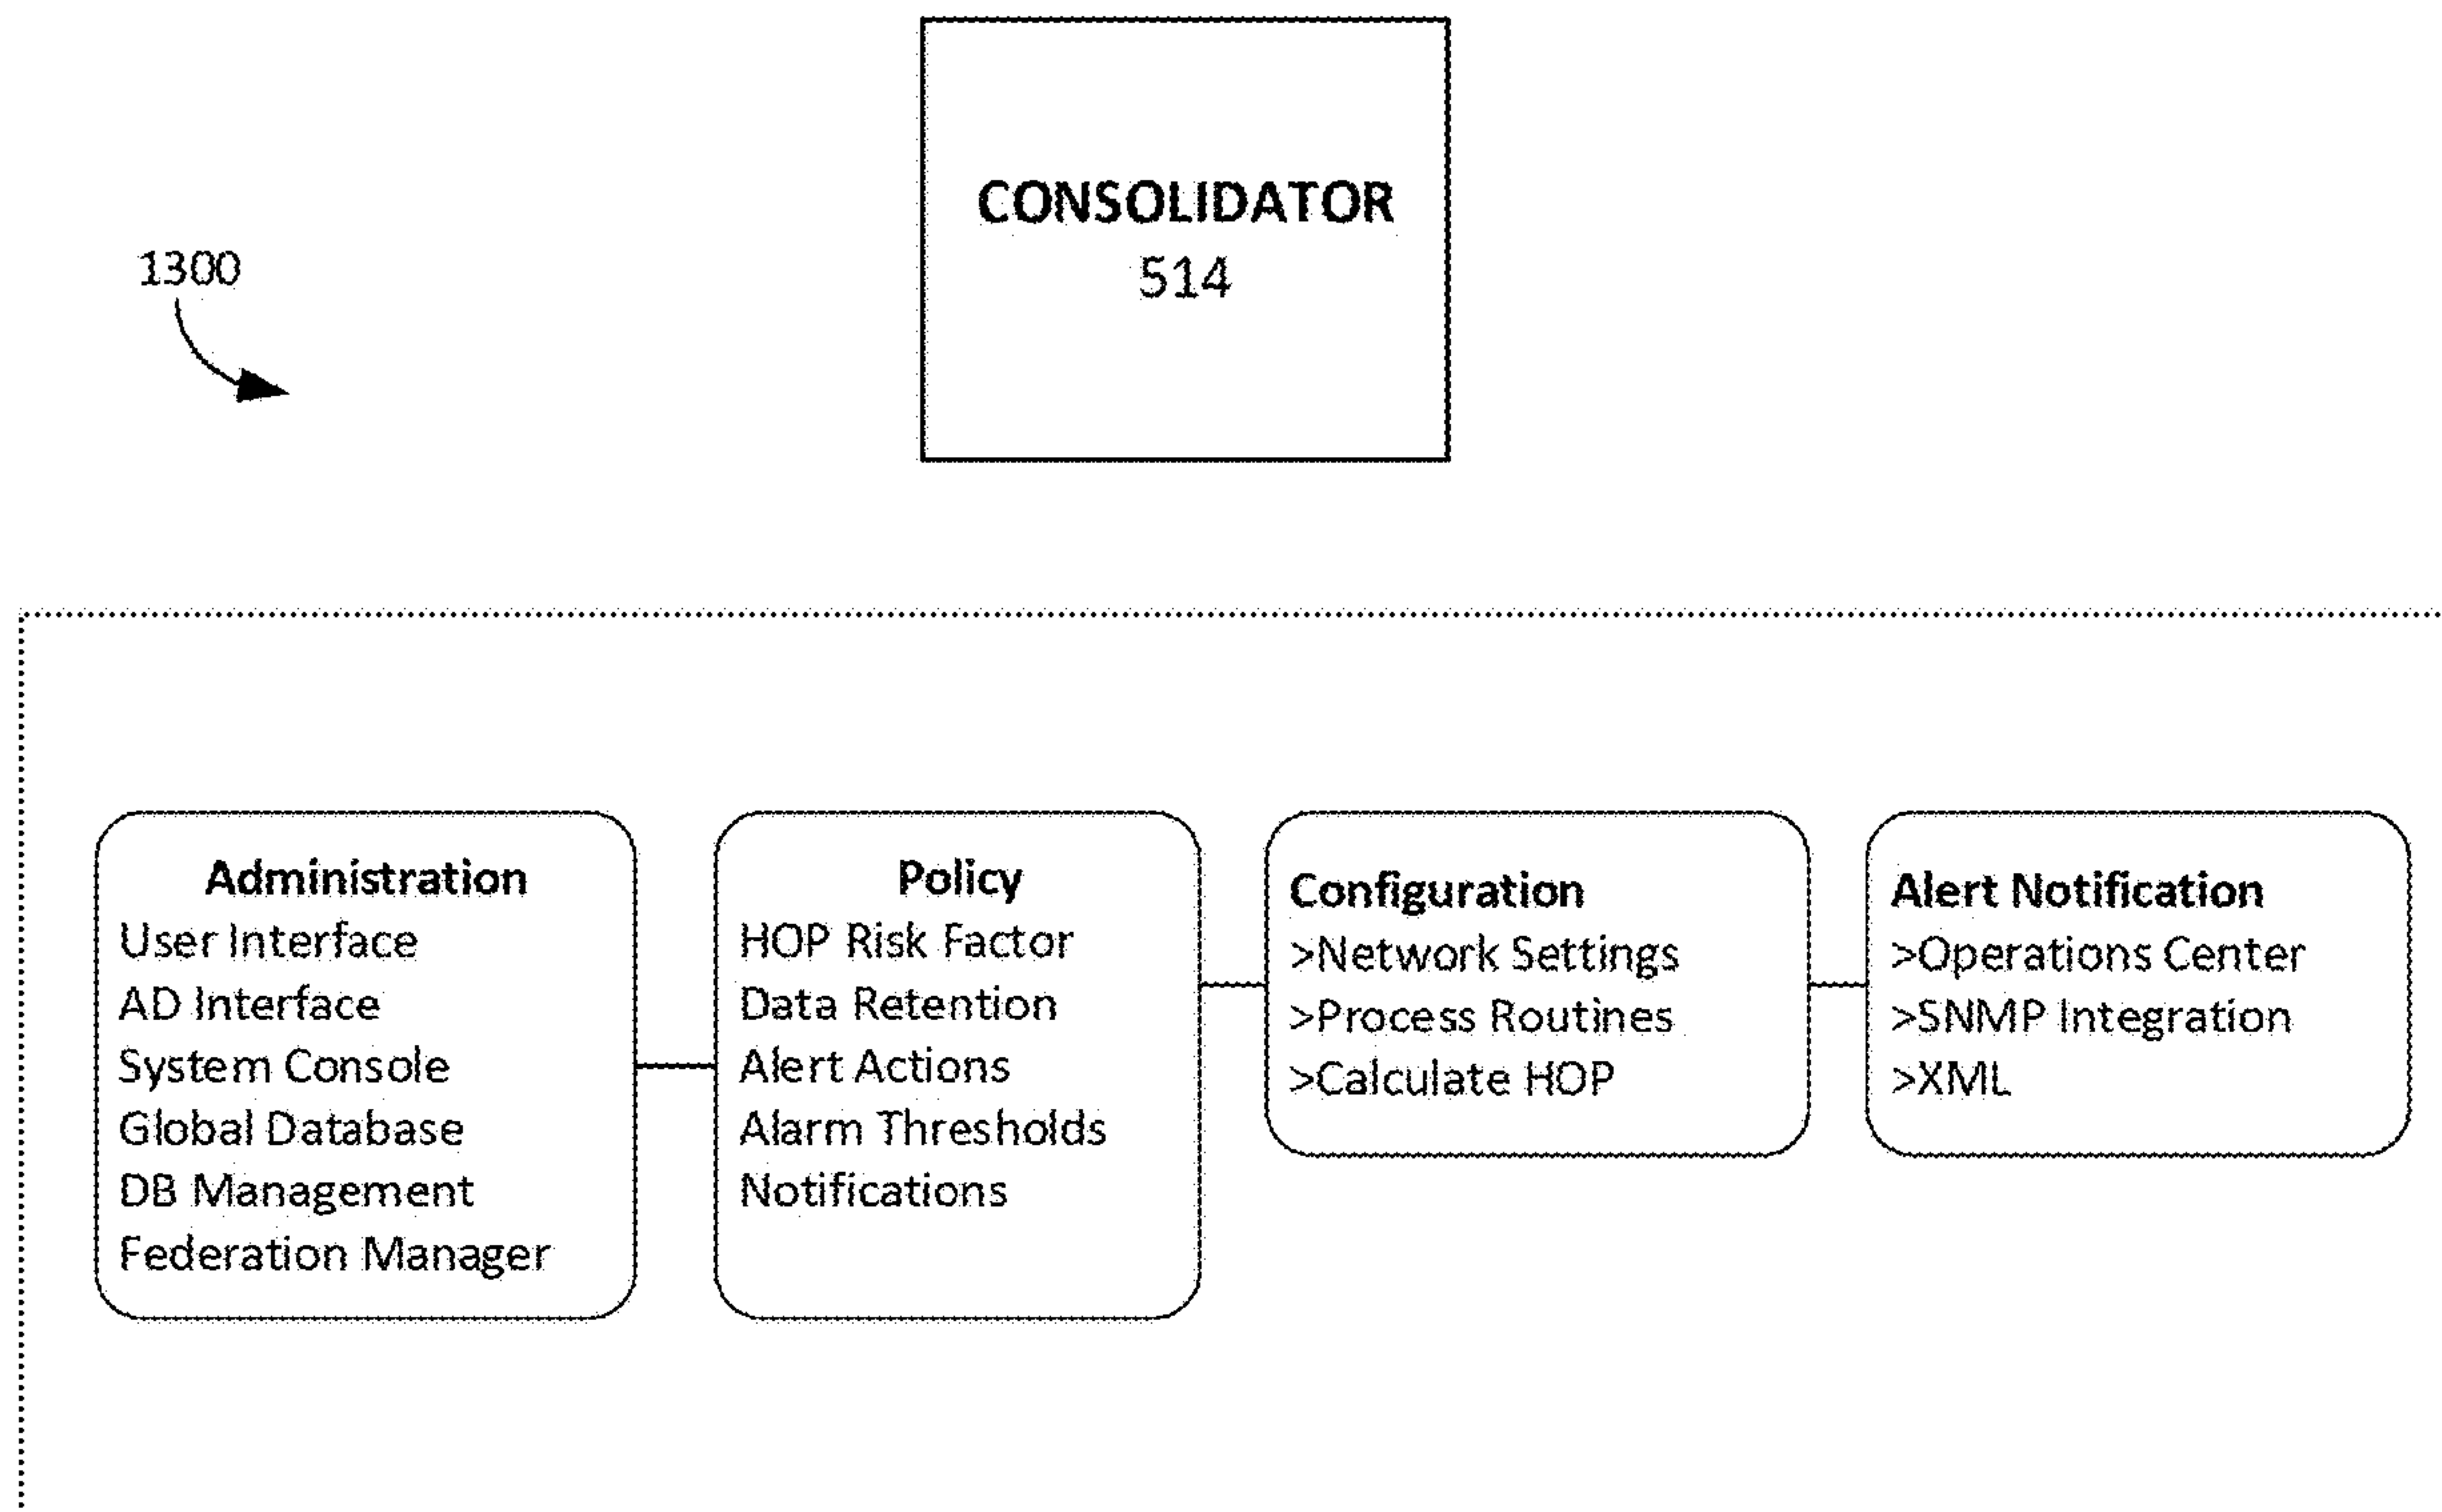 CONSOLIDATOR
514
1300
Administration
User Interface
AD Interface
System Console
Global Database
DB Management
Federation Manager
Policy
HOP Risk Factor
Data Retention
Alert Actions
Alarm Thresholds
Notifications
Configuration
>Network Settings
>Process Routines
>Calculate HOP
Alert Notification
>Operations Center
>SNMP Integration
>XML